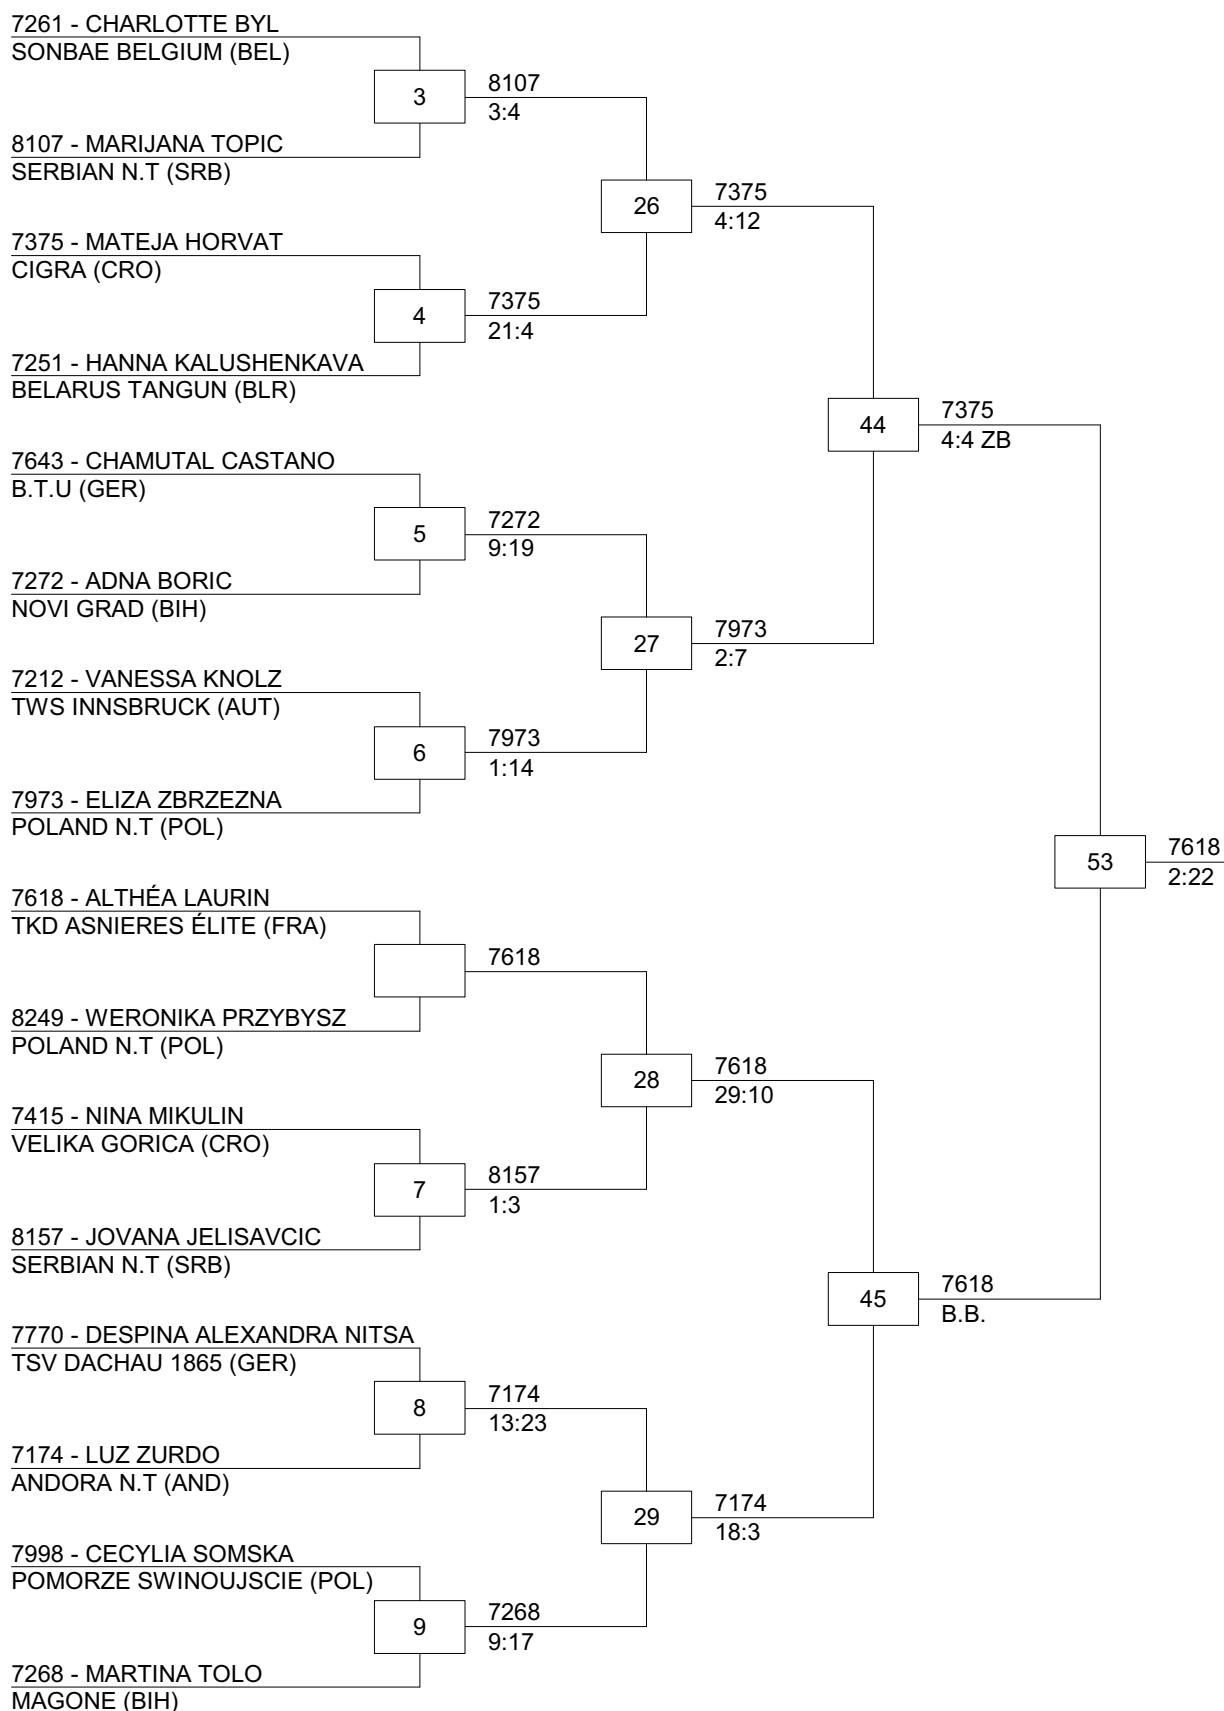 7261 - CHARLOTTE BYL
SONBAE BELGIUM (BEL)
3
8107
3:4
8107 - MARIJANA TOPIC
SERBIAN N.T (SRB)
26
7375
4:12
7375 - MATEJA HORVAT
CIGRA (CRO)
4
7375
21:4
7251 - HANNA KALUSHENKAVA
BELARUS TANGUN (BLR)
44
7375
4:4 ZB
7643 - CHAMUTAL CASTANO
B.T.U (GER)
5
7272
9:19
7272 - ADNA BORIC
NOVI GRAD (BIH)
27
7973
2:7
7212 - VANESSA KNOLZ
TWS INNSBRUCK (AUT)
6
7973
1:14
7973 - ELIZA ZBRZEZNA
POLAND N.T (POL)
53
7618
2:22
7618 - ALTHÉA LAURIN
TKD ASNIERES ÉLITE (FRA)
7618
8249 - WERONIKA PRZYBYSZ
POLAND N.T (POL)
28
7618
29:10
7415 - NINA MIKULIN
VELIKA GORICA (CRO)
7
8157
1:3
8157 - JOVANA JELISAVCIC
SERBIAN N.T (SRB)
45
7618
B.B.
7770 - DESPINA ALEXANDRA NITSA
TSV DACHAU 1865 (GER)
8
7174
13:23
7174 - LUZ ZURDO
ANDORA N.T (AND)
29
7174
18:3
7998 - CECYLIA SOMSKA
POMORZE SWINOUJSCIE (POL)
9
7268
9:17
7268 - MARTINA TOLO
MAGONE (BIH)